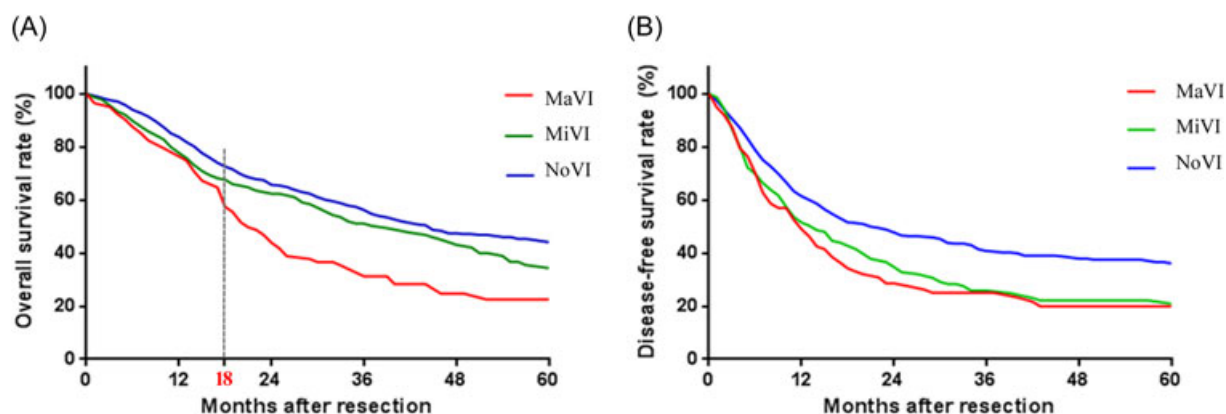 (A)
Overall survival rate (%)
100
80
60
40
20
0
0 12 18 24 36 48 60
Months after resection
MaVI
MiVI
NoVI
(B)
Disease-free survival rate (%)
100
80
60
40
20
0
0 12 24 36 48 60
Months after resection
MaVI
MiVI
NoVI